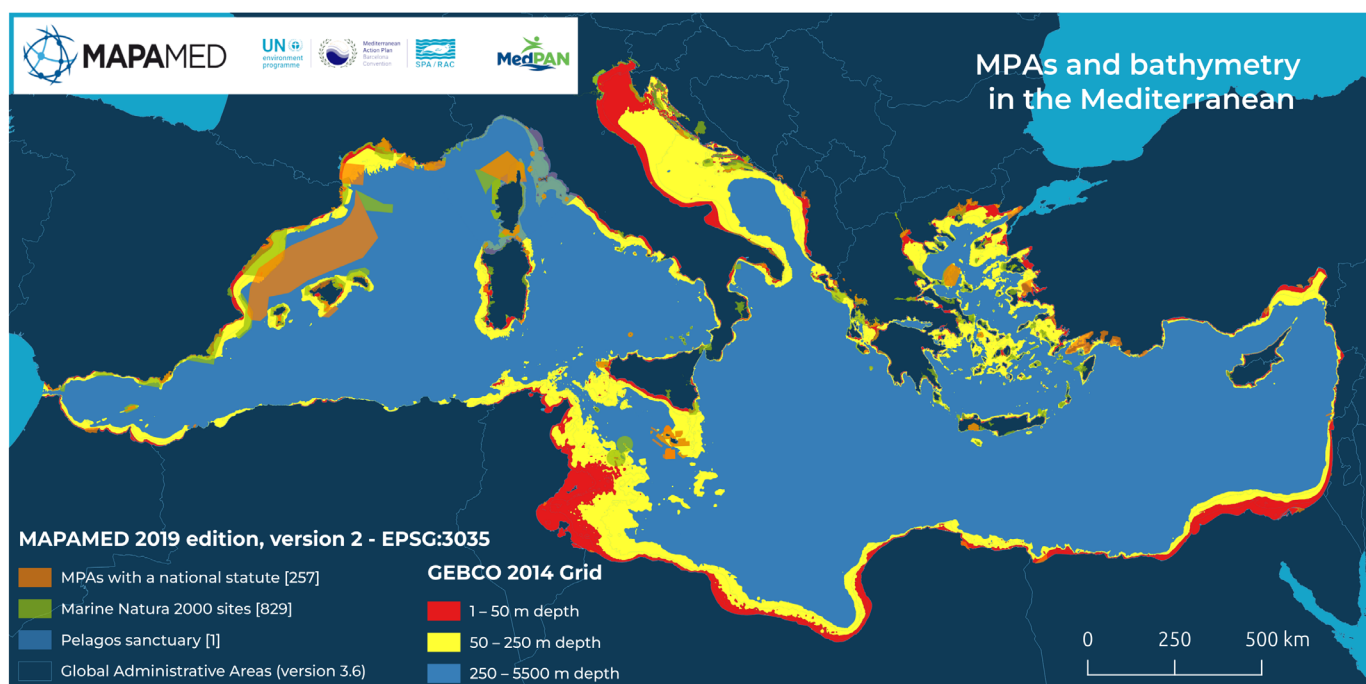 MAPAMED
UN
environment
programme
Mediterranean
Action Plan
Barcelona
Convention
SPA/RAC
MedPAN
MPAs and bathymetry
in the Mediterranean
MAPAMED 2019 edition, version 2 - EPSG:3035
MPAs with a national statute [257]
Marine Natura 2000 sites [829]
Pelagos sanctuary [1]
Global Administrative Areas (version 3.6)
GEBCO 2014 Grid
1 – 50 m depth
50 – 250 m depth
250 – 5500 m depth
0 250 500 km